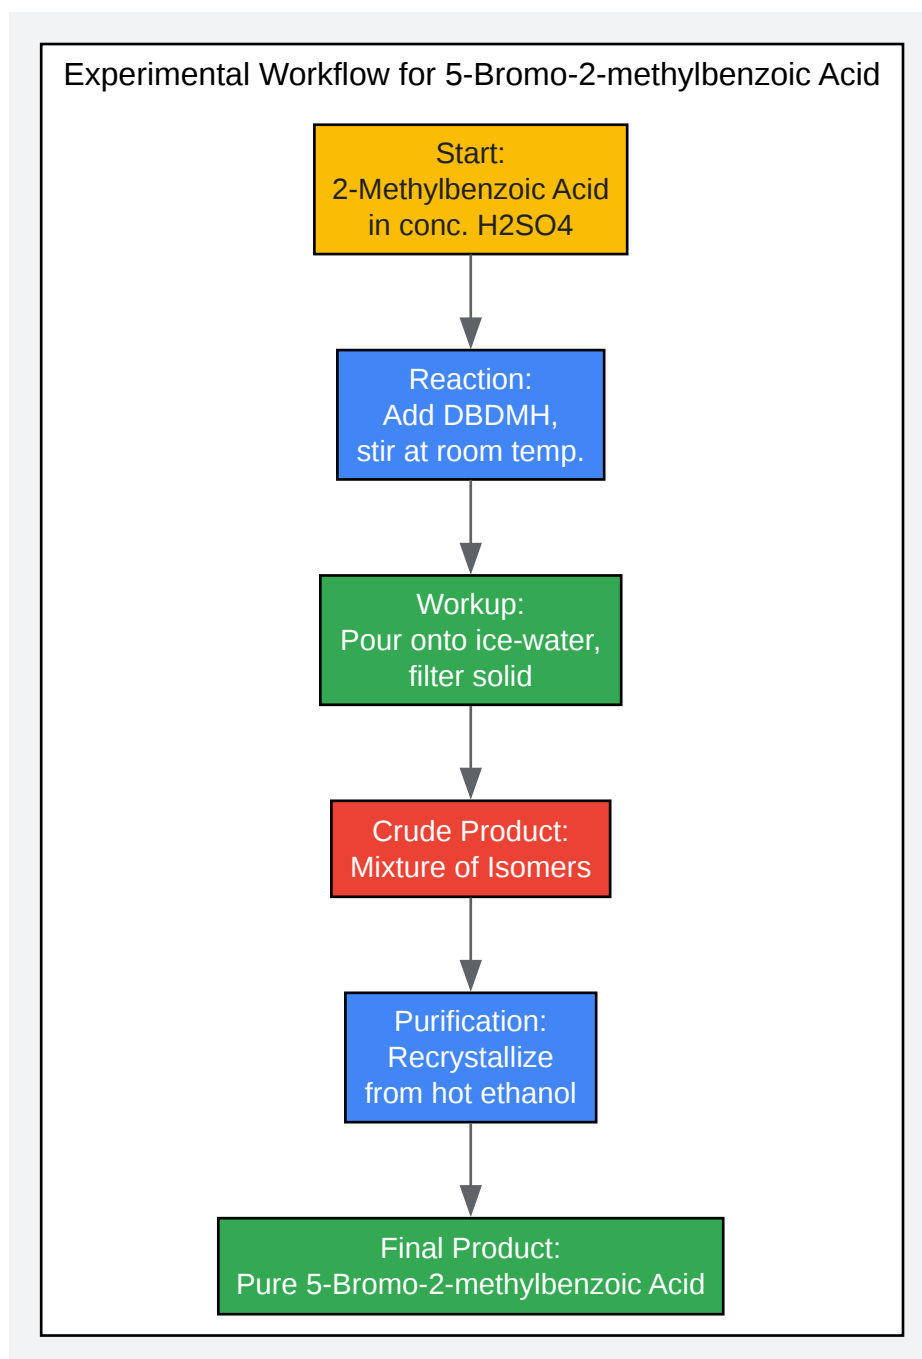 Experimental Workflow for 5-Bromo-2-methylbenzoic Acid
Start:
2-Methylbenzoic Acid
in conc. H2SO4
Reaction:
Add DBDMH,
stir at room temp.
Workup:
Pour onto ice-water,
filter solid
Crude Product:
Mixture of Isomers
Purification:
Recrystallize
from hot ethanol
Final Product:
Pure 5-Bromo-2-methylbenzoic Acid